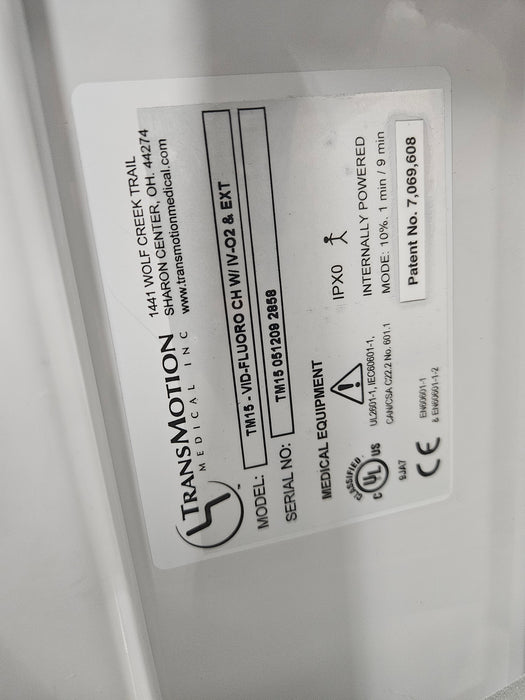 TRANSMOTION
MEDICAL INC
1441 WOLF CREEK TRAIL
SHARON CENTER, OH. 44274
www.transmotionmedical.com
MODEL: TM15 - VID-FLUORO CH W/ IV-O2 & EXT
SERIAL NO: TM15 051209 2858
MEDICAL EQUIPMENT
IPX0
CLASSIFIED
C UL US
UL2601-1, IEC60601-1,
CAN/CSA C22.2 No. 601.1
9JA7
INTERNALLY POWERED
MODE: 10%. 1 min / 9 min
CE
EN60601-1
& EN60601-1-2
Patent No. 7,069,608